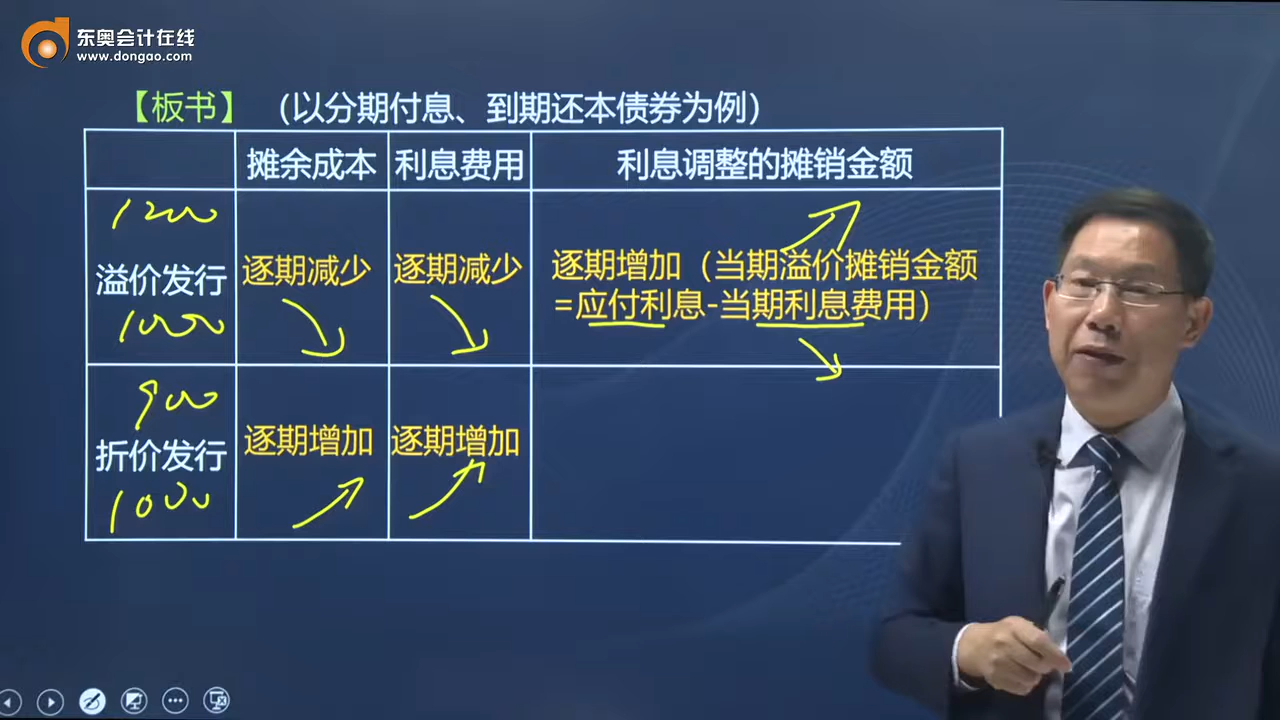 东奥会计在线
www.dongao.com
【板书】（以分期付息、到期还本债券为例）
摊余成本 利息费用 利息调整的摊销金额
1200
溢价发行
1000
逐期减少 逐期减少
逐期增加（当期溢价摊销金额
=应付利息-当期利息费用）
900
折价发行
1000
逐期增加 逐期增加